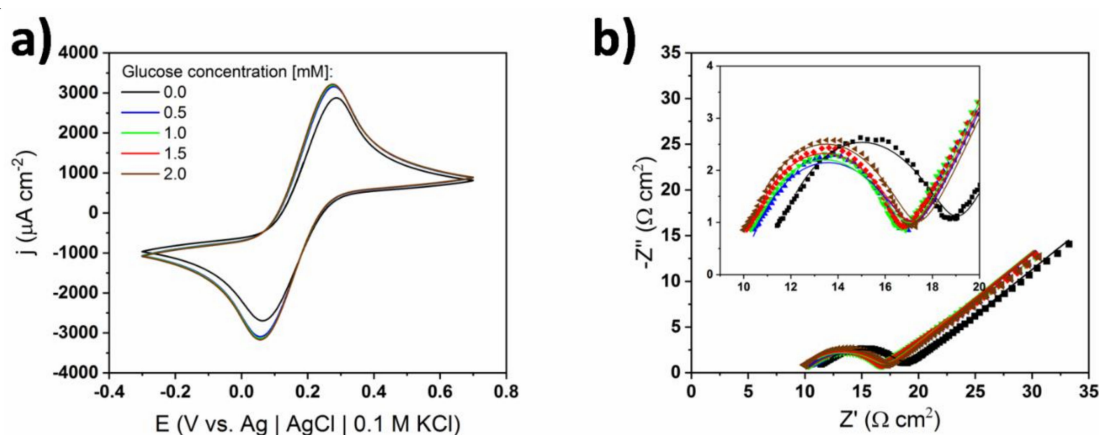 a)
4000
3000
2000
1000
0
-1000
-2000
-3000
-4000
j (µA cm⁻²)
Glucose concentration [mM]:
0.0
0.5
1.0
1.5
2.0
-0.4 -0.2 0.0 0.2 0.4 0.6 0.8
E (V vs. Ag | AgCl | 0.1 M KCl)
b)
35
30
25
20
15
10
5
0
-Z'' (Ω cm²)
4
3
2
1
0
10 12 14 16 18 20
0 5 10 15 20 25 30 35
Z' (Ω cm²)